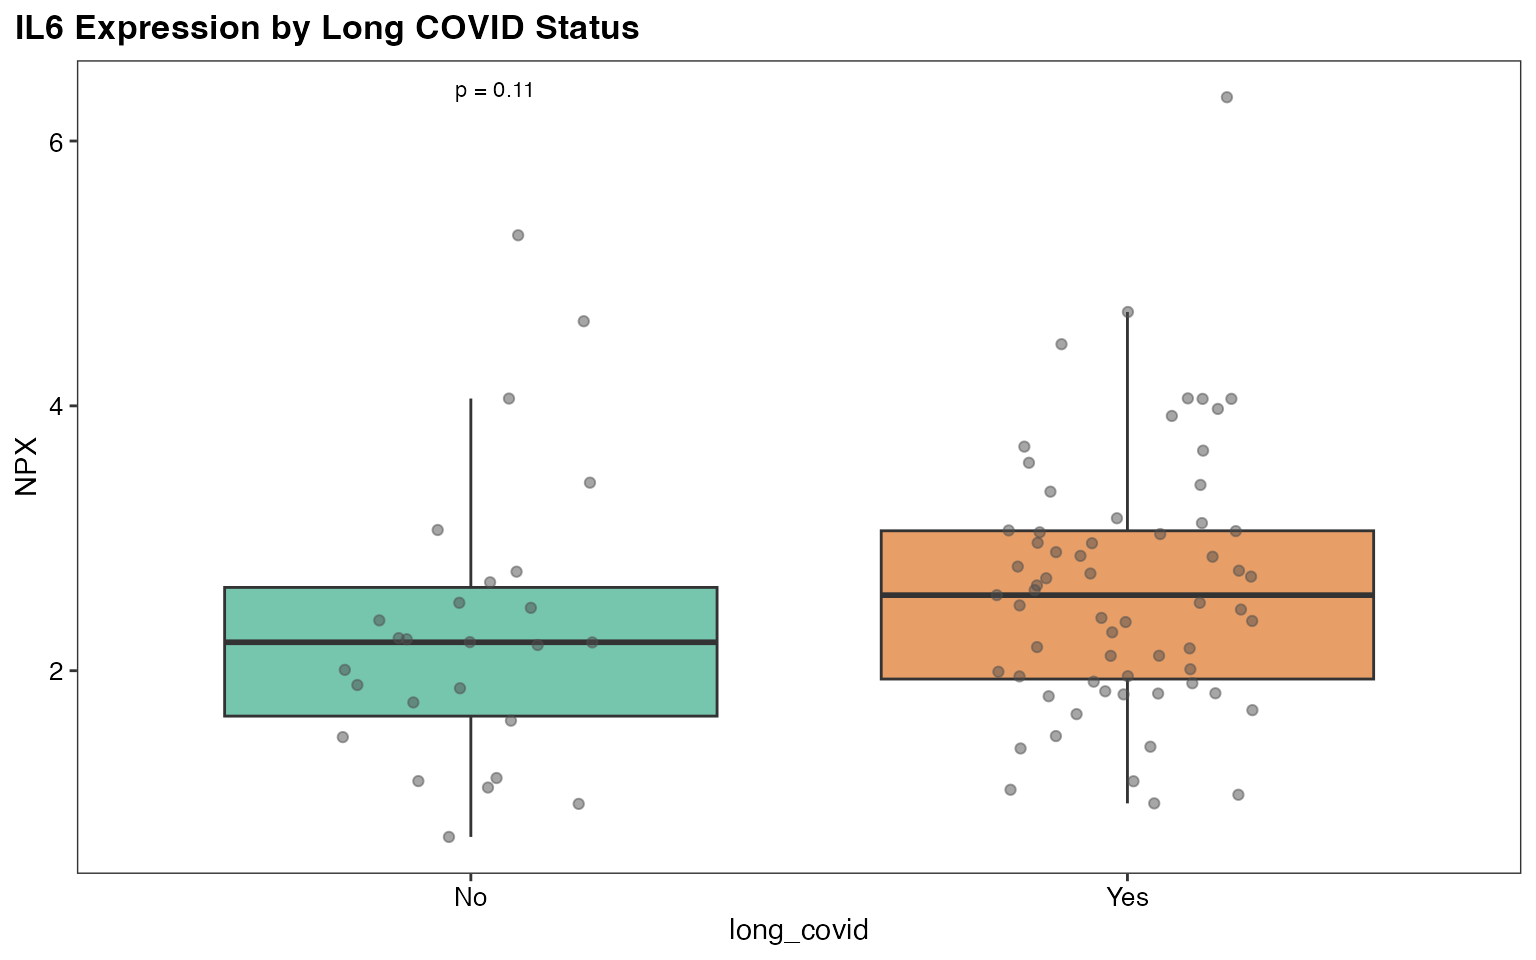 IL6 Expression by Long COVID Status
p = 0.11
6
4
2
NPX
No
Yes
long_covid